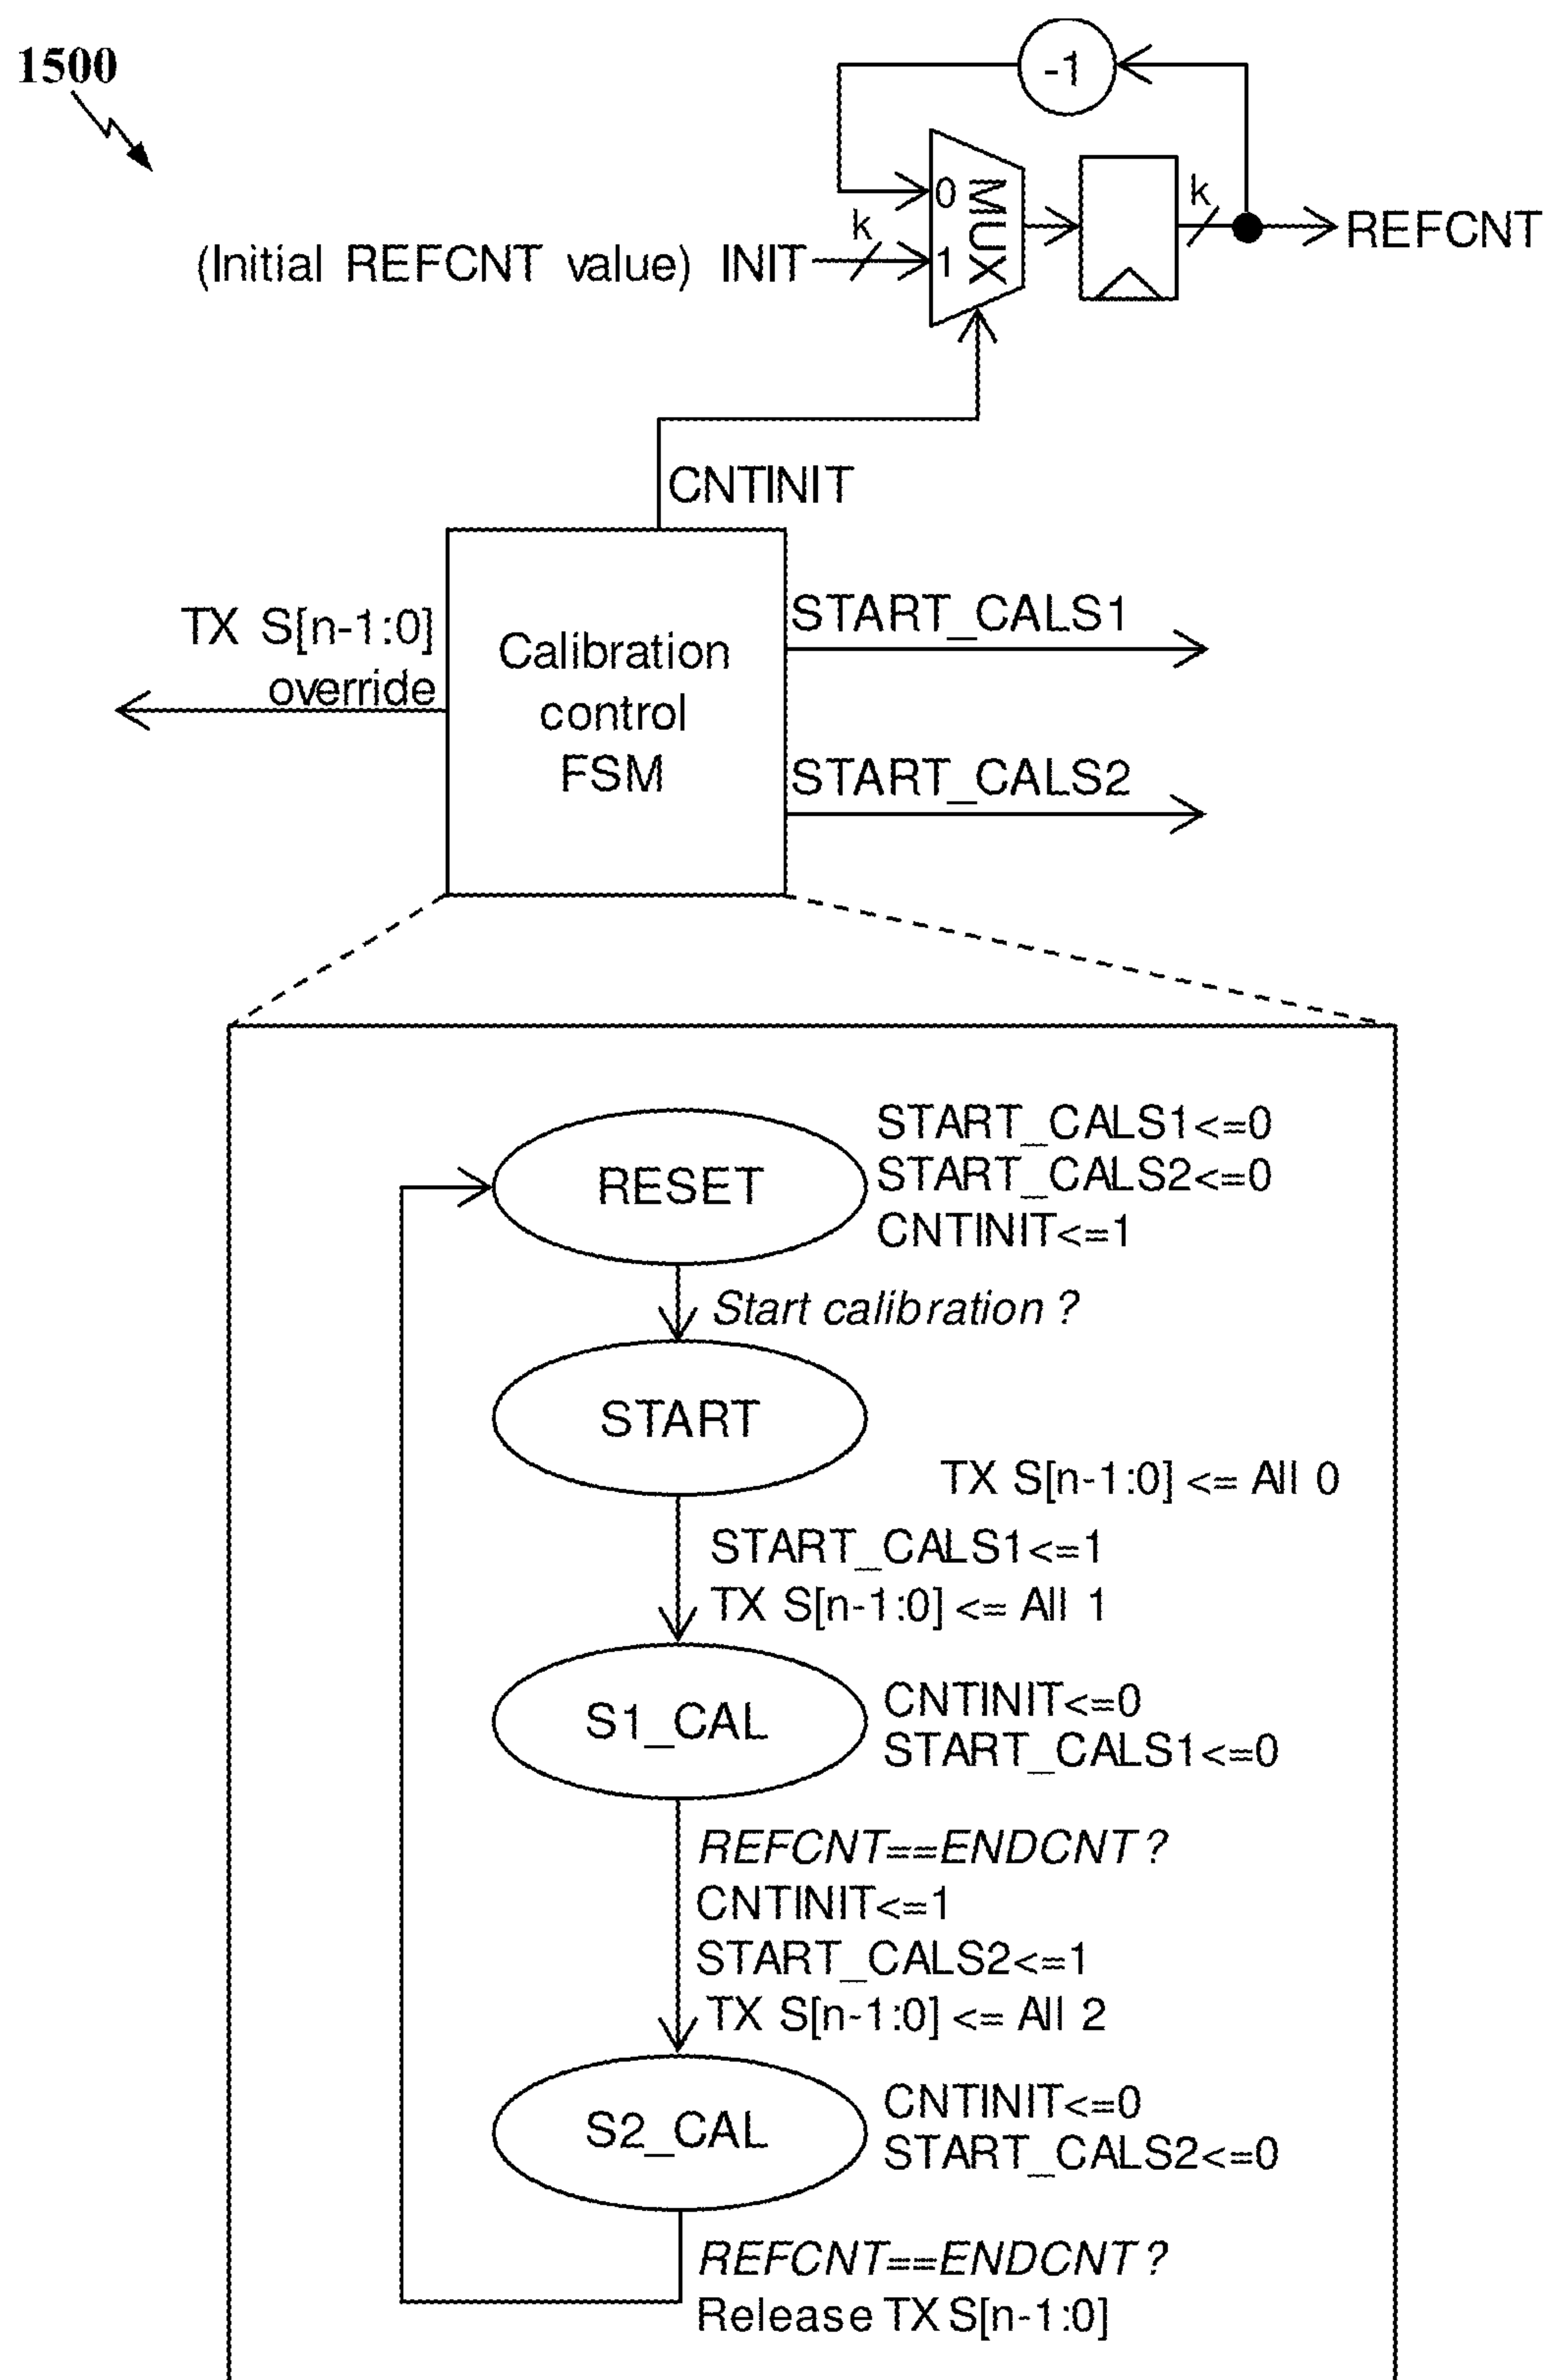 1500
-1
0
MUX
k
k
REFCNT
(Initial REFCNT value) INIT
1
CNTINIT
TX S[n-1:0]
override
Calibration
control
FSM
START_CALS1
START_CALS2
RESET
START_CALS1<=0
START_CALS2<=0
CNTINIT<=1
Start calibration ?
START
TX S[n-1:0] <= All 0
START_CALS1<=1
TX S[n-1:0] <= All 1
S1_CAL
CNTINIT<=0
START_CALS1<=0
REFCNT==ENDCNT ?
CNTINIT<=1
START_CALS2<=1
TX S[n-1:0] <= All 2
S2_CAL
CNTINIT<=0
START_CALS2<=0
REFCNT==ENDCNT ?
Release TX S[n-1:0]